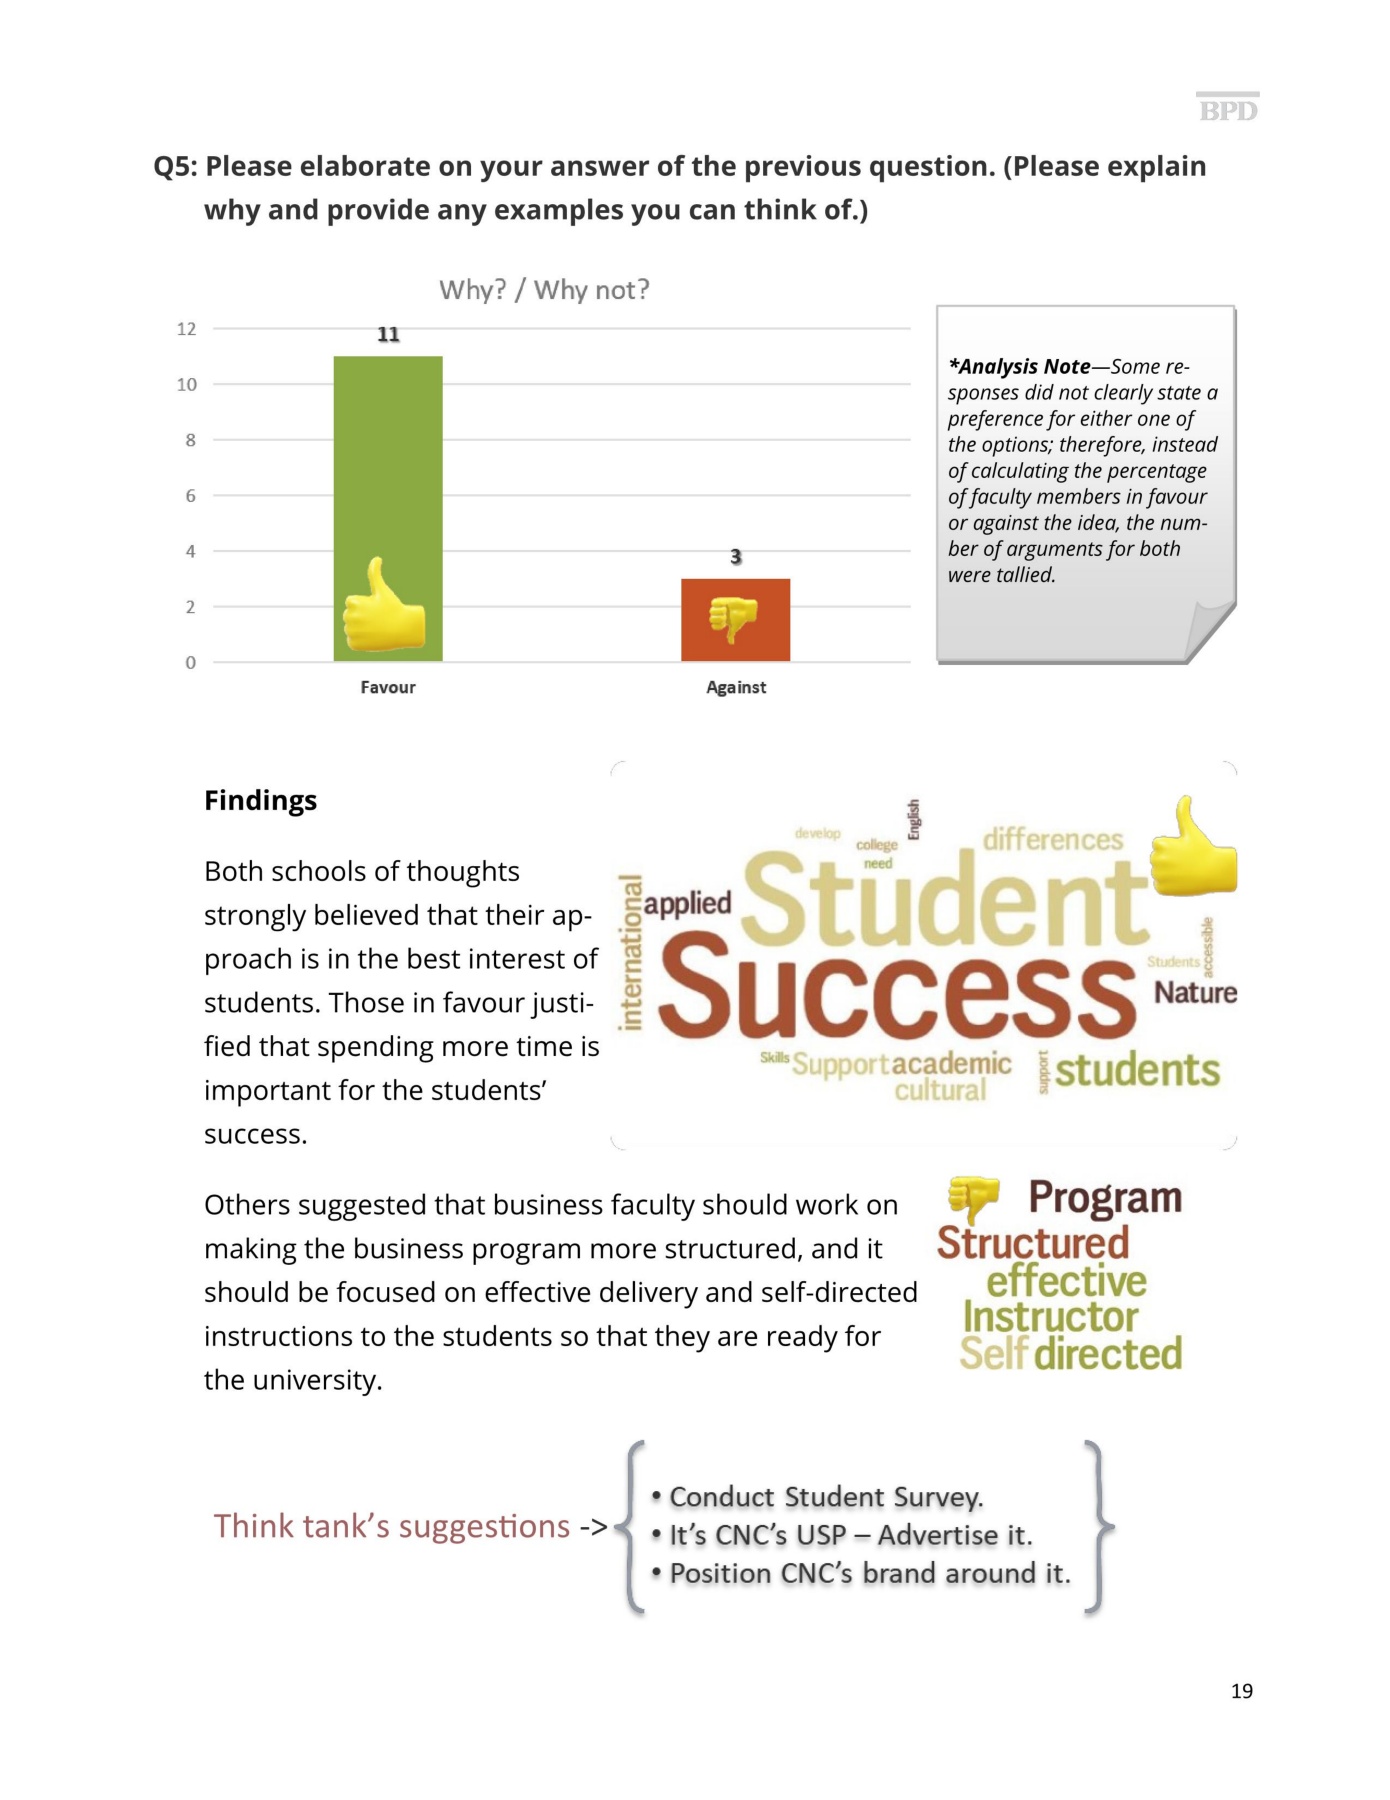 BPD
Q5: Please elaborate on your answer of the previous question. (Please explain
why and provide any examples you can think of.)
Why? / Why not?
12
10
8
6
4
2
0
11
3
Favour
Against
*Analysis Note—Some re-
sponses did not clearly state a
preference for either one of
the options; therefore, instead
of calculating the percentage
of faculty members in favour
or against the idea, the num-
ber of arguments for both
were tallied.
Findings
Both schools of thoughts
strongly believed that their ap-
proach is in the best interest of
students. Those in favour justi-
fied that spending more time is
important for the students’
success.
develop
college
need
English
differences
international
applied
Student
Success
Students
accessible
Nature
Skills
Support
academic
cultural
support
students
Others suggested that business faculty should work on
making the business program more structured, and it
should be focused on effective delivery and self-directed
instructions to the students so that they are ready for
the university.
Program
Structured
effective
Instructor
Self directed
Think tank’s suggestions ->
• Conduct Student Survey.
• It’s CNC’s USP – Advertise it.
• Position CNC’s brand around it.
19